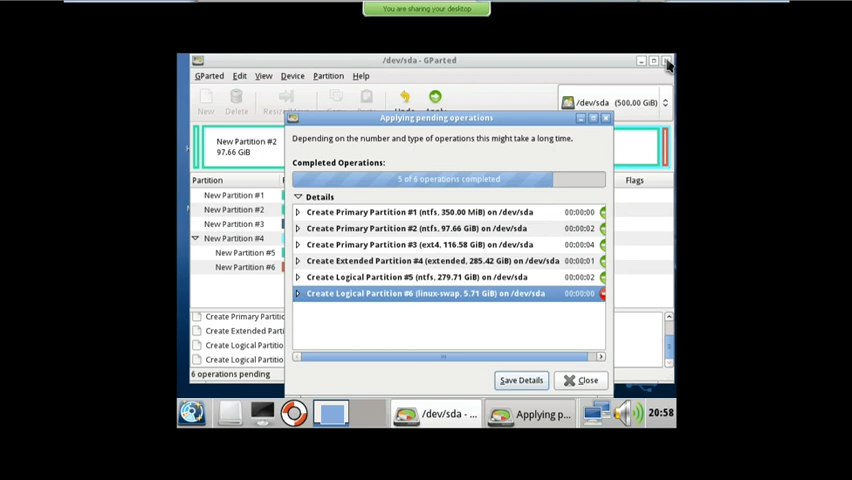 You are sharing your desktop
/dev/sda - GParted
GParted Edit View Device Partition Help
New Delete Undo
/dev/sda (500.00 GiB)
Applying pending operations
Depending on the number and type of operations this might take a long time.
New Partition #2
97.66 GiB
Completed Operations:
5 of 6 operations completed
Partition
Flags
Details
New Partition #1
New Partition #2
New Partition #3
New Partition #4
New Partition #5
New Partition #6
Create Primary Partition #1 (ntfs, 350.00 MiB) on /dev/sda 00:00:00
Create Primary Partition #2 (ntfs, 97.66 GiB) on /dev/sda 00:00:02
Create Primary Partition #3 (ext4, 116.58 GiB) on /dev/sda 00:00:04
Create Extended Partition #4 (extended, 285.42 GiB) on /dev/sda 00:00:01
Create Logical Partition #5 (ntfs, 279.71 GiB) on /dev/sda 00:00:02
Create Logical Partition #6 (linux-swap, 5.71 GiB) on /dev/sda 00:00:00
Create Primary
Create Extended
Create Logical
Create Logical
6 operations pending
Save Details
Close
/dev/sda - ...
Applying p...
20:58